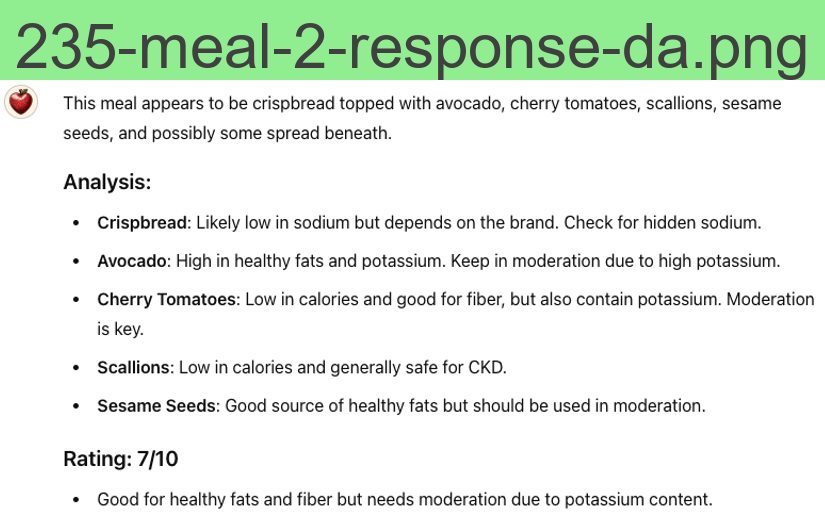 235-meal-2-response-da.png
This meal appears to be crispbread topped with avocado, cherry tomatoes, scallions, sesame
seeds, and possibly some spread beneath.
Analysis:
• Crispbread: Likely low in sodium but depends on the brand. Check for hidden sodium.
• Avocado: High in healthy fats and potassium. Keep in moderation due to high potassium.
• Cherry Tomatoes: Low in calories and good for fiber, but also contain potassium. Moderation
is key.
• Scallions: Low in calories and generally safe for CKD.
• Sesame Seeds: Good source of healthy fats but should be used in moderation.
Rating: 7/10
• Good for healthy fats and fiber but needs moderation due to potassium content.